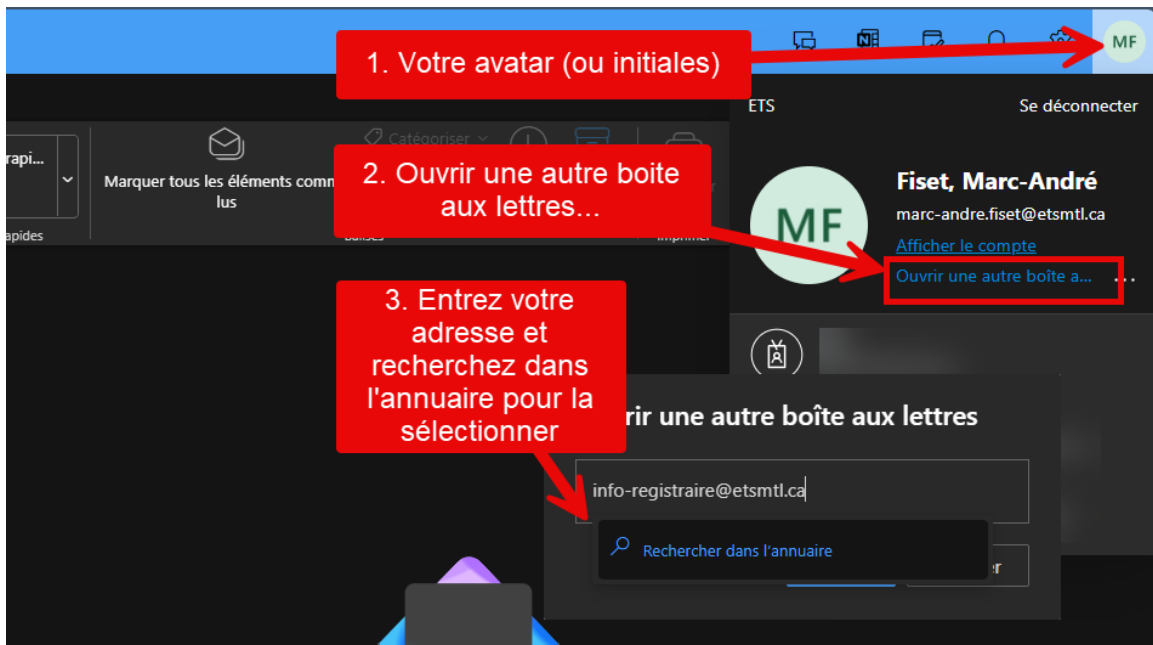 1. Votre avatar (ou initiales)
MF
ETS
Se déconnecter
Catégoriser
rapi...
Marquer tous les éléments comm
lus
apides
2. Ouvrir une autre boite
aux lettres...
Imprimer
MF
Fiset, Marc-André
marc-andre.fiset@etsmtl.ca
Afficher le compte
Ouvrir une autre boîte a...
...
3. Entrez votre
adresse et
recherchez dans
l'annuaire pour la
sélectionner
rir une autre boîte aux lettres
info-registraire@etsmtl.ca
Rechercher dans l'annuaire
r